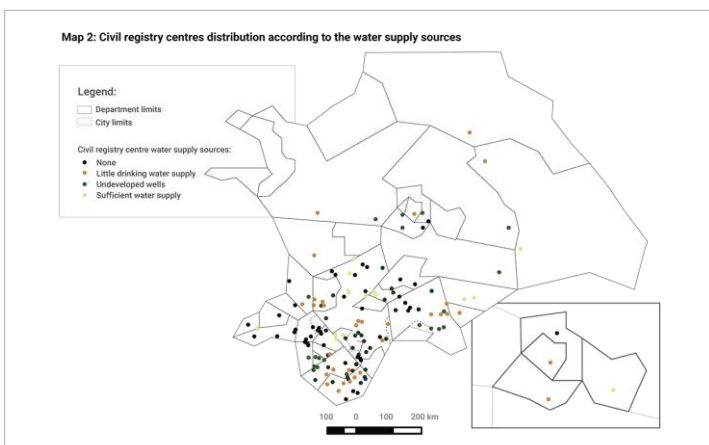 Map 2: Civil registry centres distribution according to the water supply sources
Legend:
Department limits
City limits
Civil registry centre water supply sources:
None
Little drinking water supply
Undeveloped wells
Sufficient water supply
100 0 100 200 km